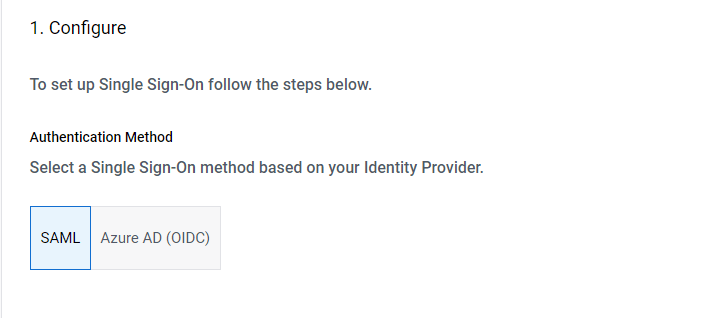 1. Configure
To set up Single Sign-On follow the steps below.
Authentication Method
Select a Single Sign-On method based on your Identity Provider.
SAML Azure AD (OIDC)